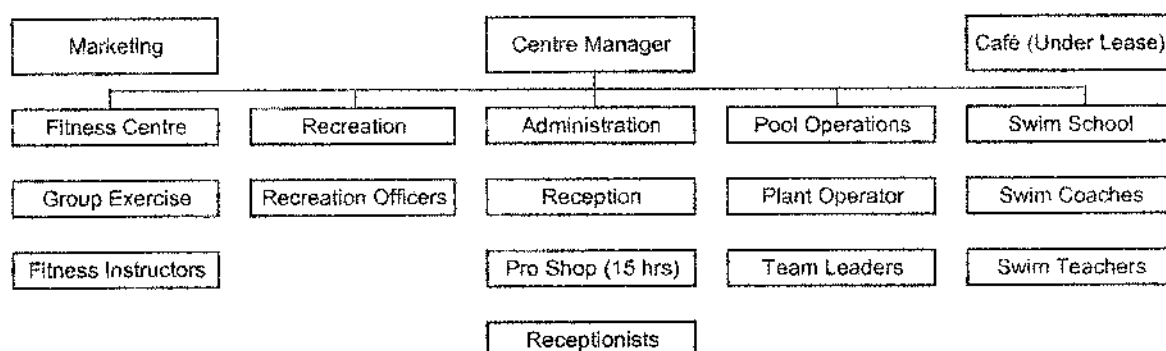 Marketing
Centre Manager
Café (Under Lease)
Fitness Centre
Recreation
Administration
Pool Operations
Swim School
Group Exercise
Recreation Officers
Reception
Plant Operator
Swim Coaches
Fitness Instructors
Pro Shop (15 hrs)
Team Leaders
Swim Teachers
Receptionists